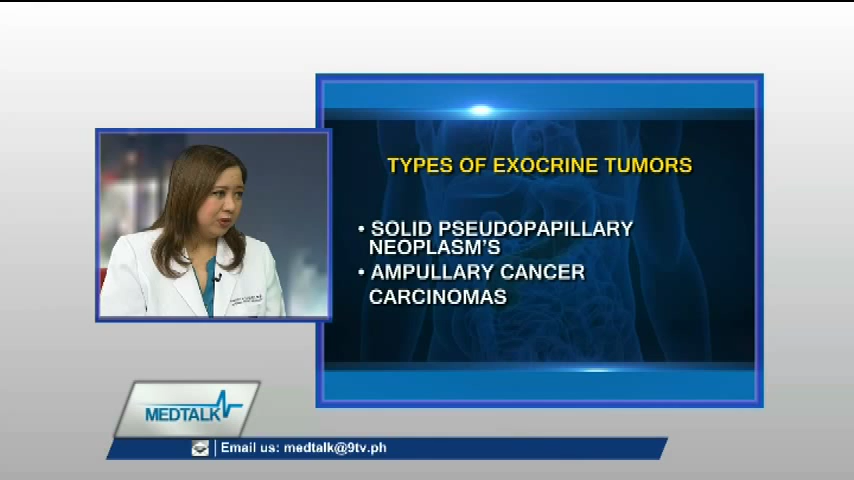 TYPES OF EXOCRINE TUMORS
• SOLID PSEUDOPAPILLARY
NEOPLASM'S
• AMPULLARY CANCER
CARCINOMAS
MEDTALK
Email us: medtalk@9tv.ph